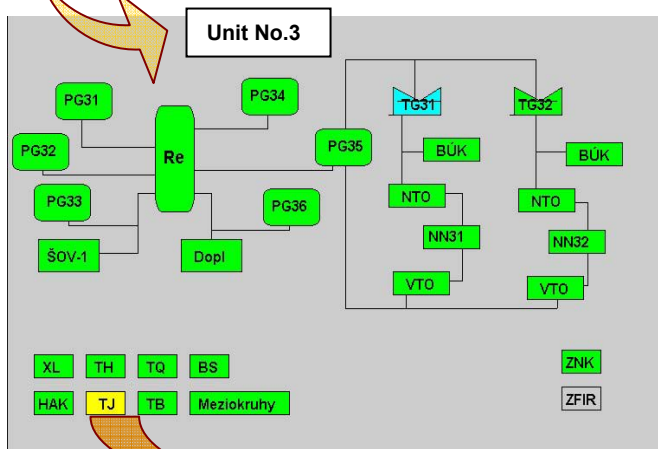 Unit No.3
PG31
PG34
TG31
TG32
PG32
Re
PG35
BÚK
BÚK
PG33
PG36
NTO
NTO
ŠOV-1
Dopl
NN31
NN32
VTO
VTO
XL TH TQ BS
ZNK
HAK TJ TB Meziokruhy
ZFIR